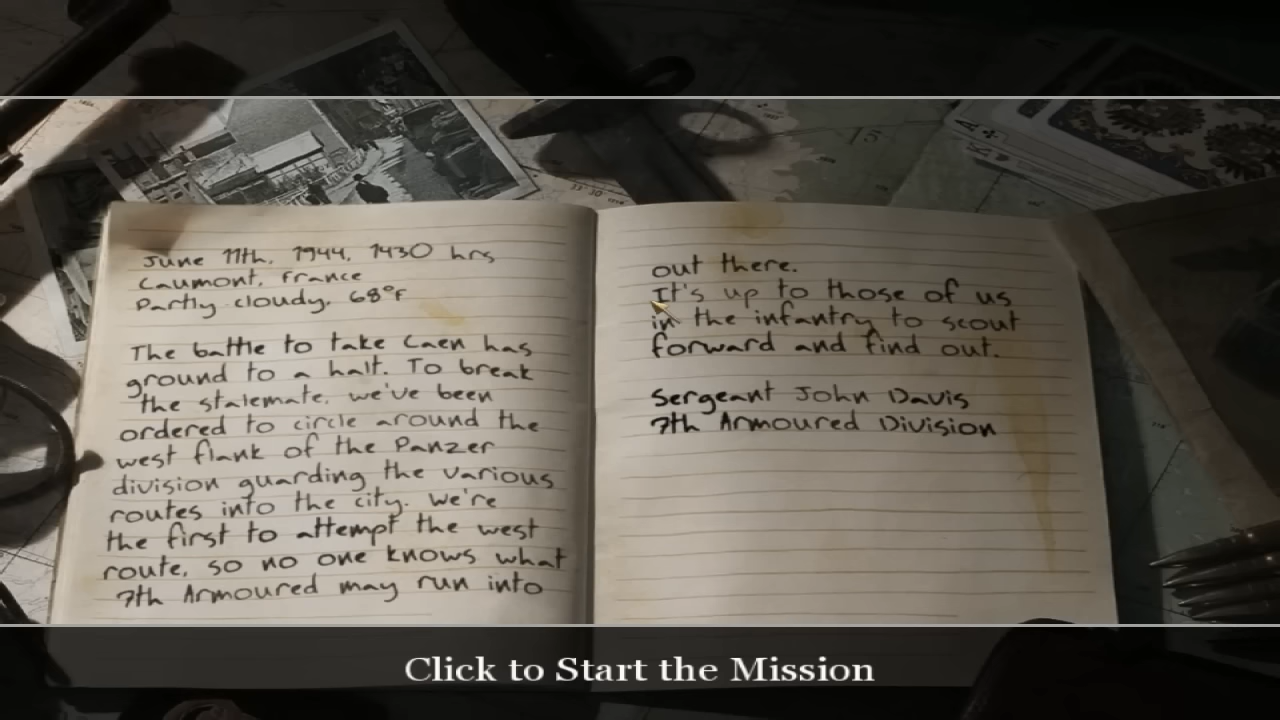 June 11th, 1944, 1430 hrs
Caumont, France
Partly cloudy, 68°F
The battle to take Caen has
ground to a halt. To break
the stalemate, we've been
ordered to circle around the
west flank of the Panzer
division guarding the various
routes into the city. We're
the first to attempt the west
route, so no one knows what
7th Armoured may run into
out there.
It's up to those of us
in the infantry to scout
forward and find out.
Sergeant John Davis
7th Armoured Division
Click to Start the Mission